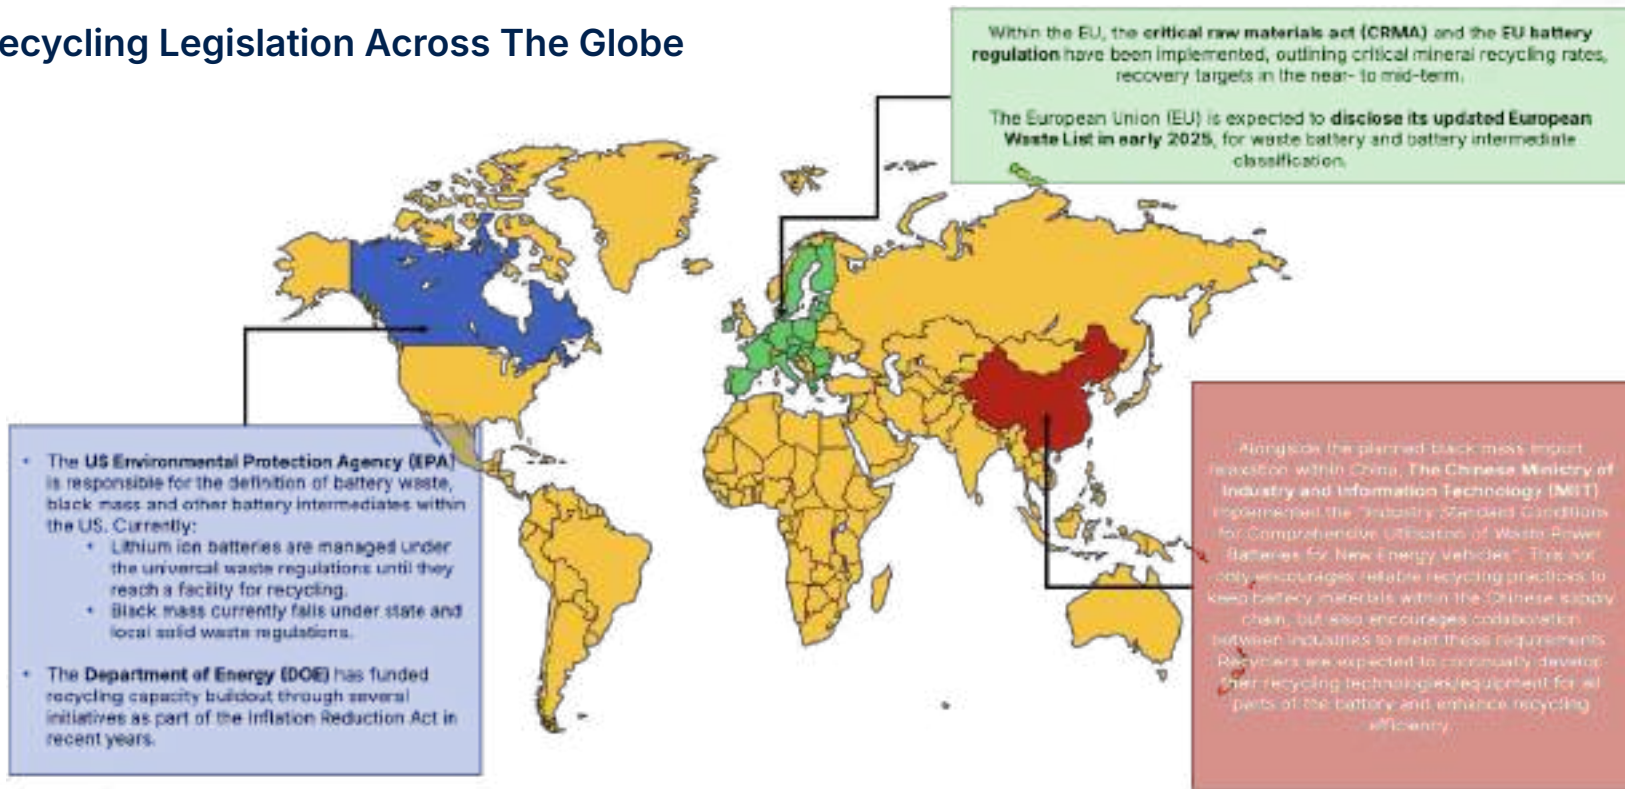 ecycling Legislation Across The Globe
Within the EU, the critical raw materials act (CRMA) and the EU battery
regulation have been implemented, outlining critical mineral recycling rates,
recovery targets in the near- to mid-term.
The European Union (EU) is expected to disclose its updated European
Waste List in early 2025, for waste battery and battery intermediate
classification.
• The US Environmental Protection Agency (EPA)
is responsible for the definition of battery waste,
black mass and other battery intermediates within
the US. Currently:
• Lithium ion batteries are managed under
the universal waste regulations until they
reach a facility for recycling.
• Black mass currently falls under state and
local solid waste regulations.
• The Department of Energy (DOE) has funded
recycling capacity buildout through several
initiatives as part of the Inflation Reduction Act in
recent years.
Alongside the planned black mass import
relaxation within China, The Chinese Ministry of
Industry and Information Technology (MIIT)
implemented the "Industry Standard Conditions
for Comprehensive Utilisation of Waste Power
Batteries for New Energy Vehicles". This not
only encourages reliable recycling practices to
keep battery materials within the Chinese supply
chain, but also encourages collaboration
between industries to meet these requirements.
Recyclers are expected to continually develop
their recycling technologies/equipment for all
parts of the battery and enhance recycling
efficiency.